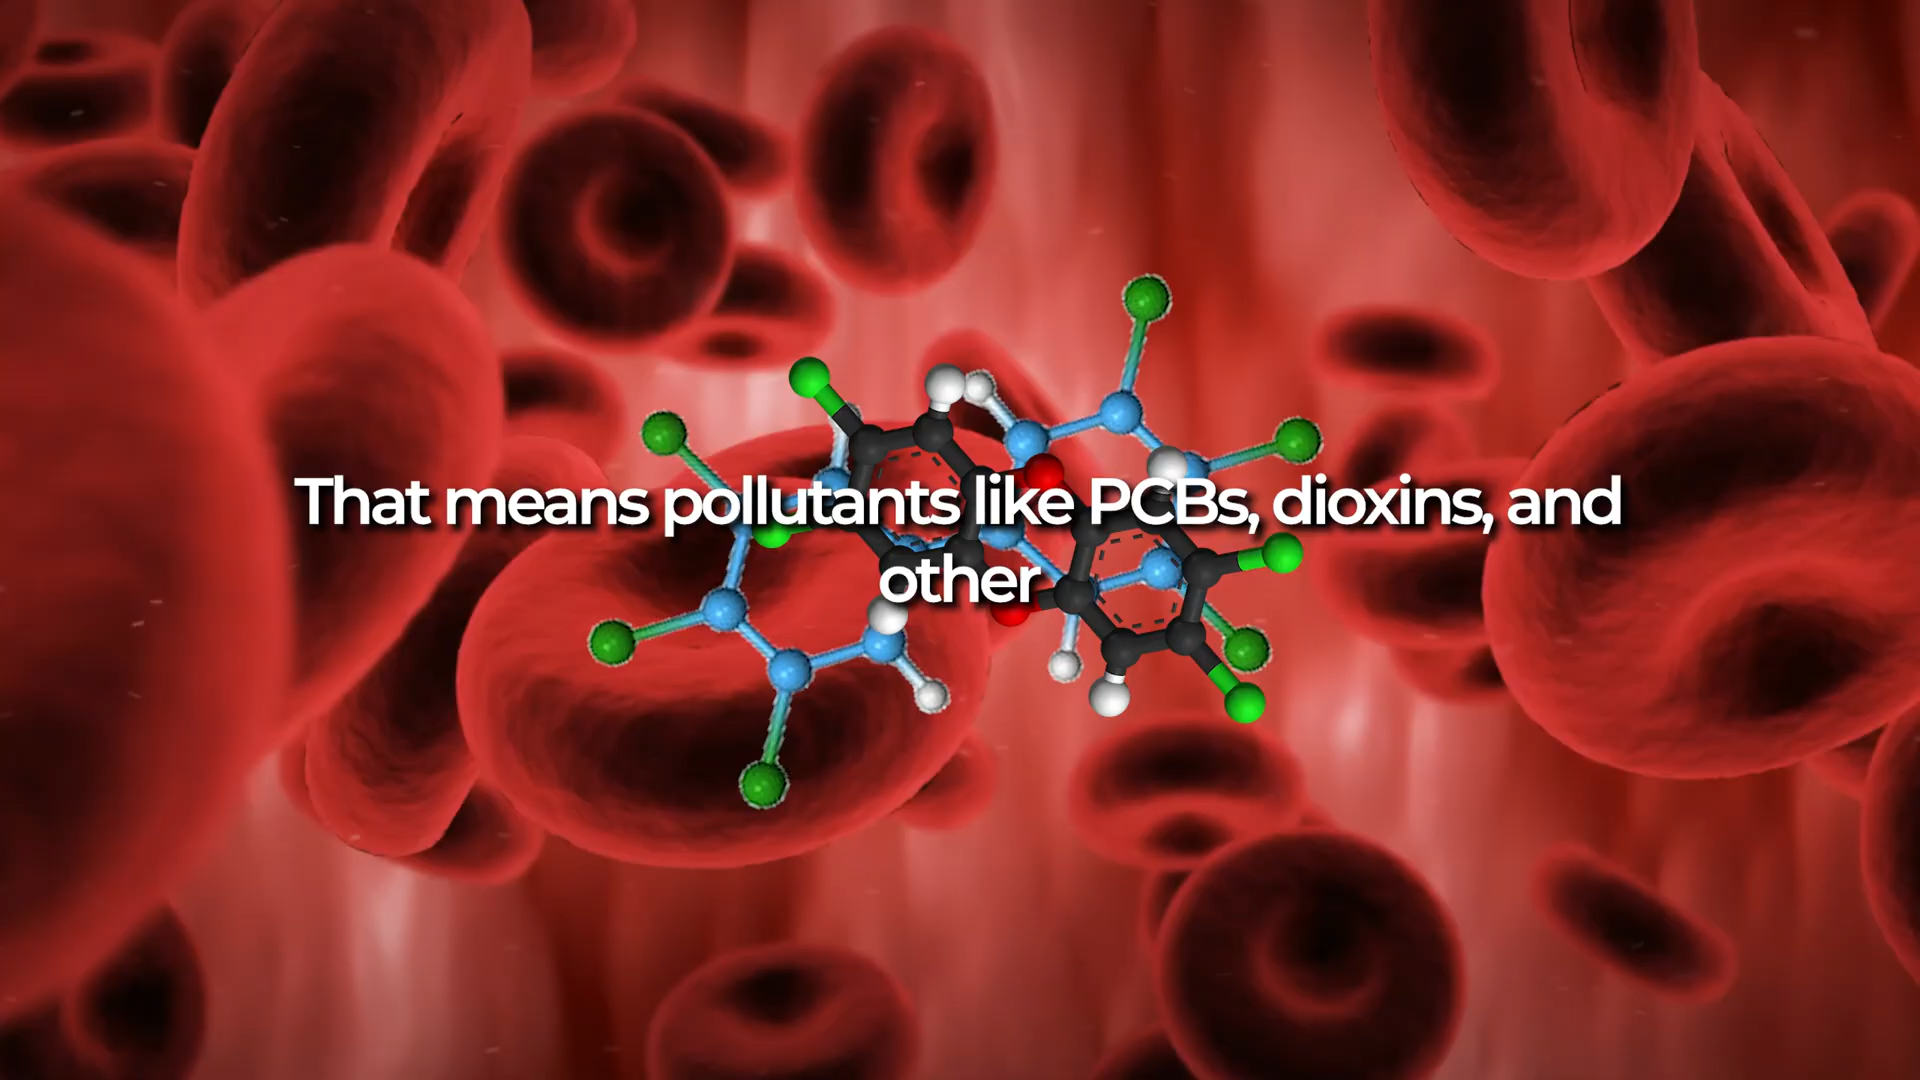 That means pollutants like PCBs, dioxins, and
other